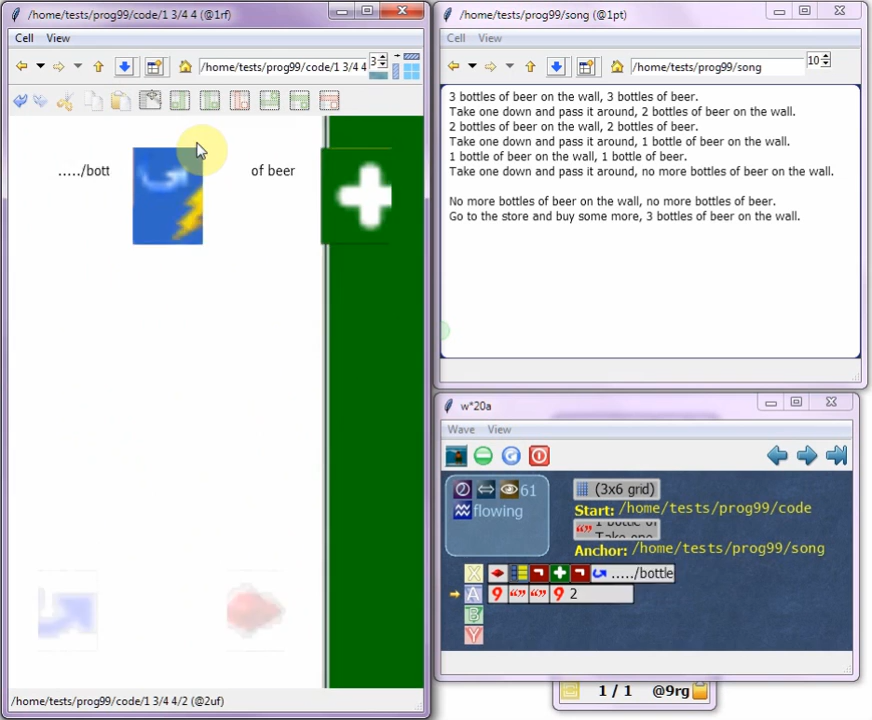 /home/tests/prog99/code/1 3/4 4 (@1rf)
Cell View
/home/tests/prog99/code/1 3/4 4
3
...../bott
of beer
/home/tests/prog99/code/1 3/4 4/2 (@2uf)
/home/tests/prog99/song (@1pt)
Cell View
/home/tests/prog99/song
10
3 bottles of beer on the wall, 3 bottles of beer.
Take one down and pass it around, 2 bottles of beer on the wall.
2 bottles of beer on the wall, 2 bottles of beer.
Take one down and pass it around, 1 bottle of beer on the wall.
1 bottle of beer on the wall, 1 bottle of beer.
Take one down and pass it around, no more bottles of beer on the wall.
No more bottles of beer on the wall, no more bottles of beer.
Go to the store and buy some more, 3 bottles of beer on the wall.
w*20a
Wave View
61
flowing
(3x6 grid)
Start: /home/tests/prog99/code
1 bottle of
Take one
Anchor: /home/tests/prog99/song
X ...../bottle
A 9 9 2
B
Y
1 / 1 @9rg